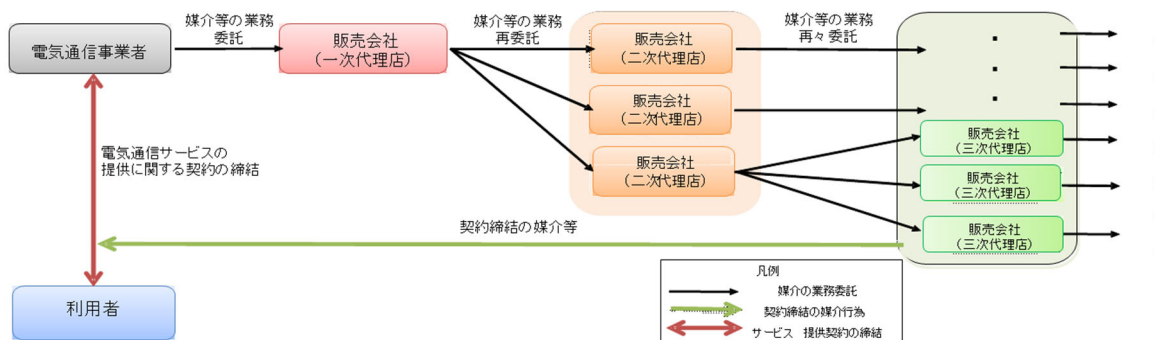 媒介等の業務
委託
媒介等の業務
再委託
媒介等の業務
再々委託
電気通信事業者
販売会社
（一次代理店）
販売会社
（二次代理店）
販売会社
（二次代理店）
販売会社
（二次代理店）
販売会社
（三次代理店）
販売会社
（三次代理店）
販売会社
（三次代理店）
電気通信サービスの
提供に関する契約の締結
契約締結の媒介等
利用者
凡例
媒介の業務委託
契約締結の媒介行為
サービス 提供契約の締結